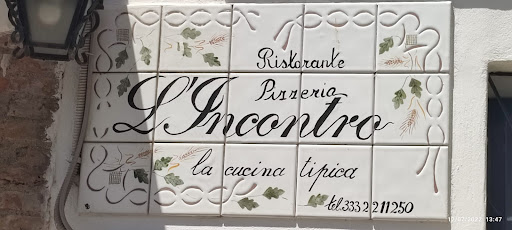 Ristorante
Pizzeria
L'Incontro
la cucina tipica
tel. 333 2211250